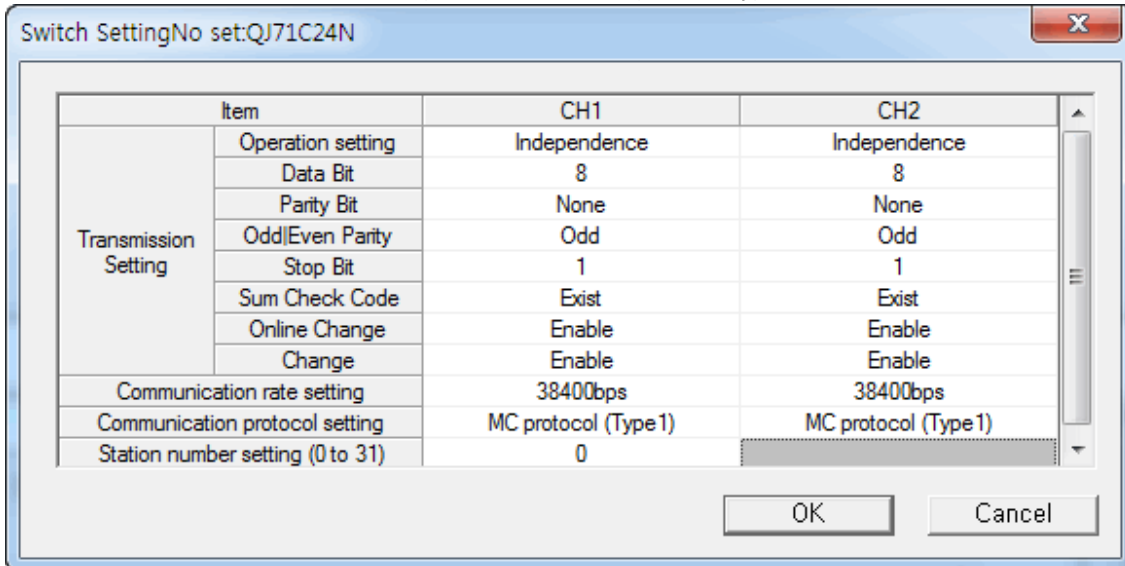 Switch SettingNo set:QJ71C24N
Item CH1 CH2
Operation setting Independence Independence
Data Bit 8 8
Parity Bit None None
Transmission Setting
Odd|Even Parity Odd Odd
Stop Bit 1 1
Sum Check Code Exist Exist
Online Change Enable Enable
Change Enable Enable
Communication rate setting 38400bps 38400bps
Communication protocol setting MC protocol (Type1) MC protocol (Type1)
Station number setting (0 to 31) 0
OK Cancel